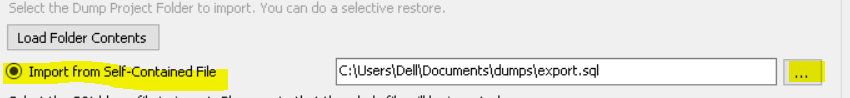 Select the Dump Project Folder to import. You can do a selective restore.
Load Folder Contents
Import from Self-Contained File C:\Users\Dell\Documents\dumps\export.sql ...